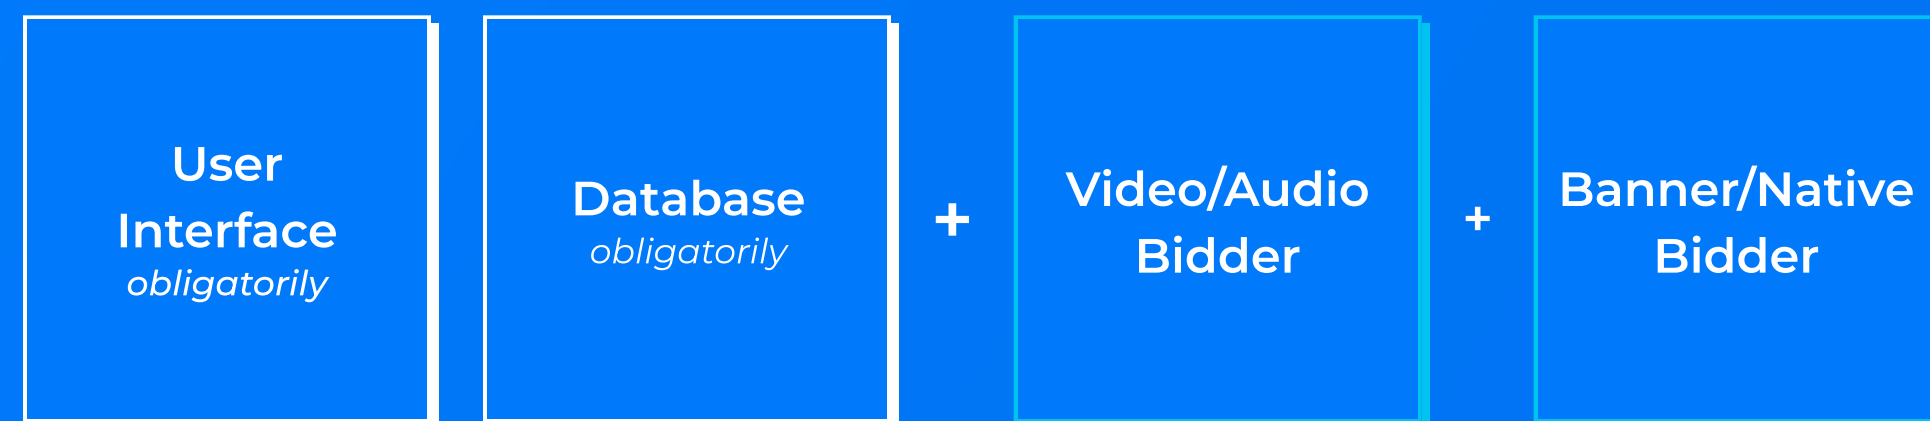 User
Interface
obligatorily
Database
obligatorily
+
Video/Audio
Bidder
+
Banner/Native
Bidder